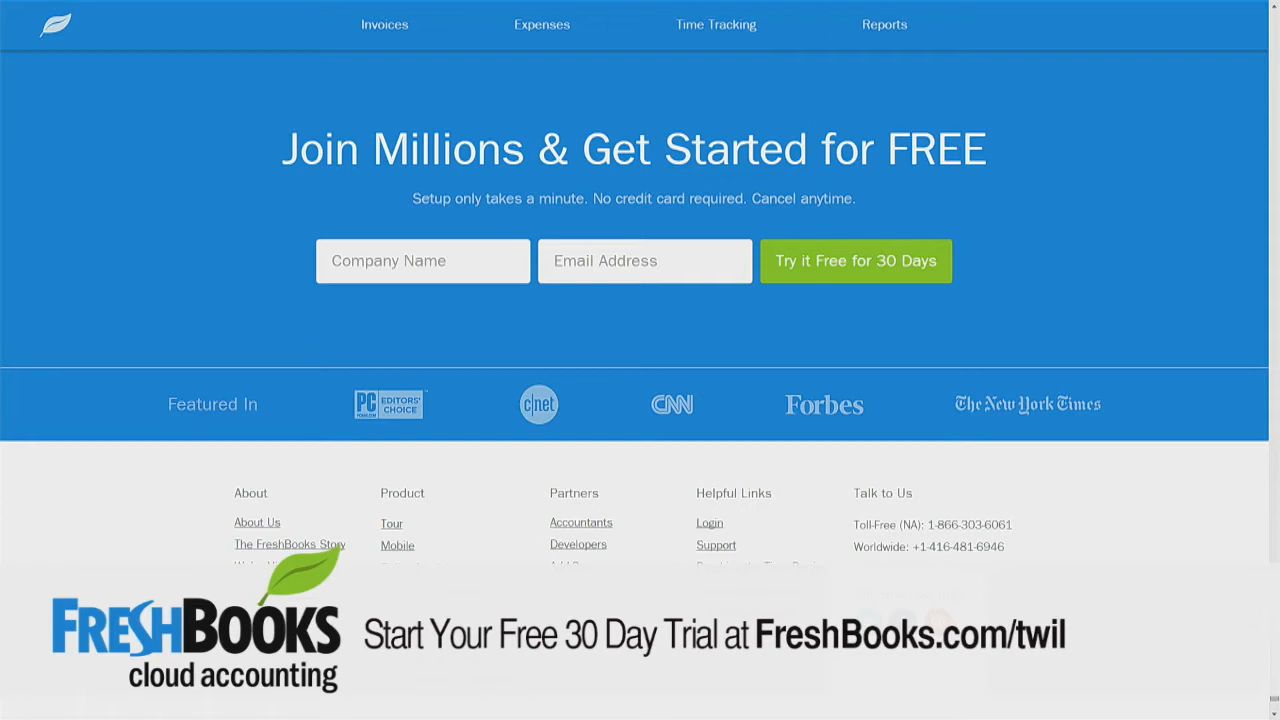 Invoices Expenses Time Tracking Reports
Join Millions & Get Started for FREE
Setup only takes a minute. No credit card required. Cancel anytime.
Company Name Email Address Try it Free for 30 Days
Featured In PC EDITORS' CHOICE c|net CNN Forbes The New York Times
About Product Partners Helpful Links Talk to Us
About Us Tour Accountants Login Toll-Free (NA): 1-866-303-6061
The FreshBooks Story Mobile Developers Support Worldwide: +1-416-481-6946
FRESHBOOKS
cloud accounting
Start Your Free 30 Day Trial at FreshBooks.com/twil